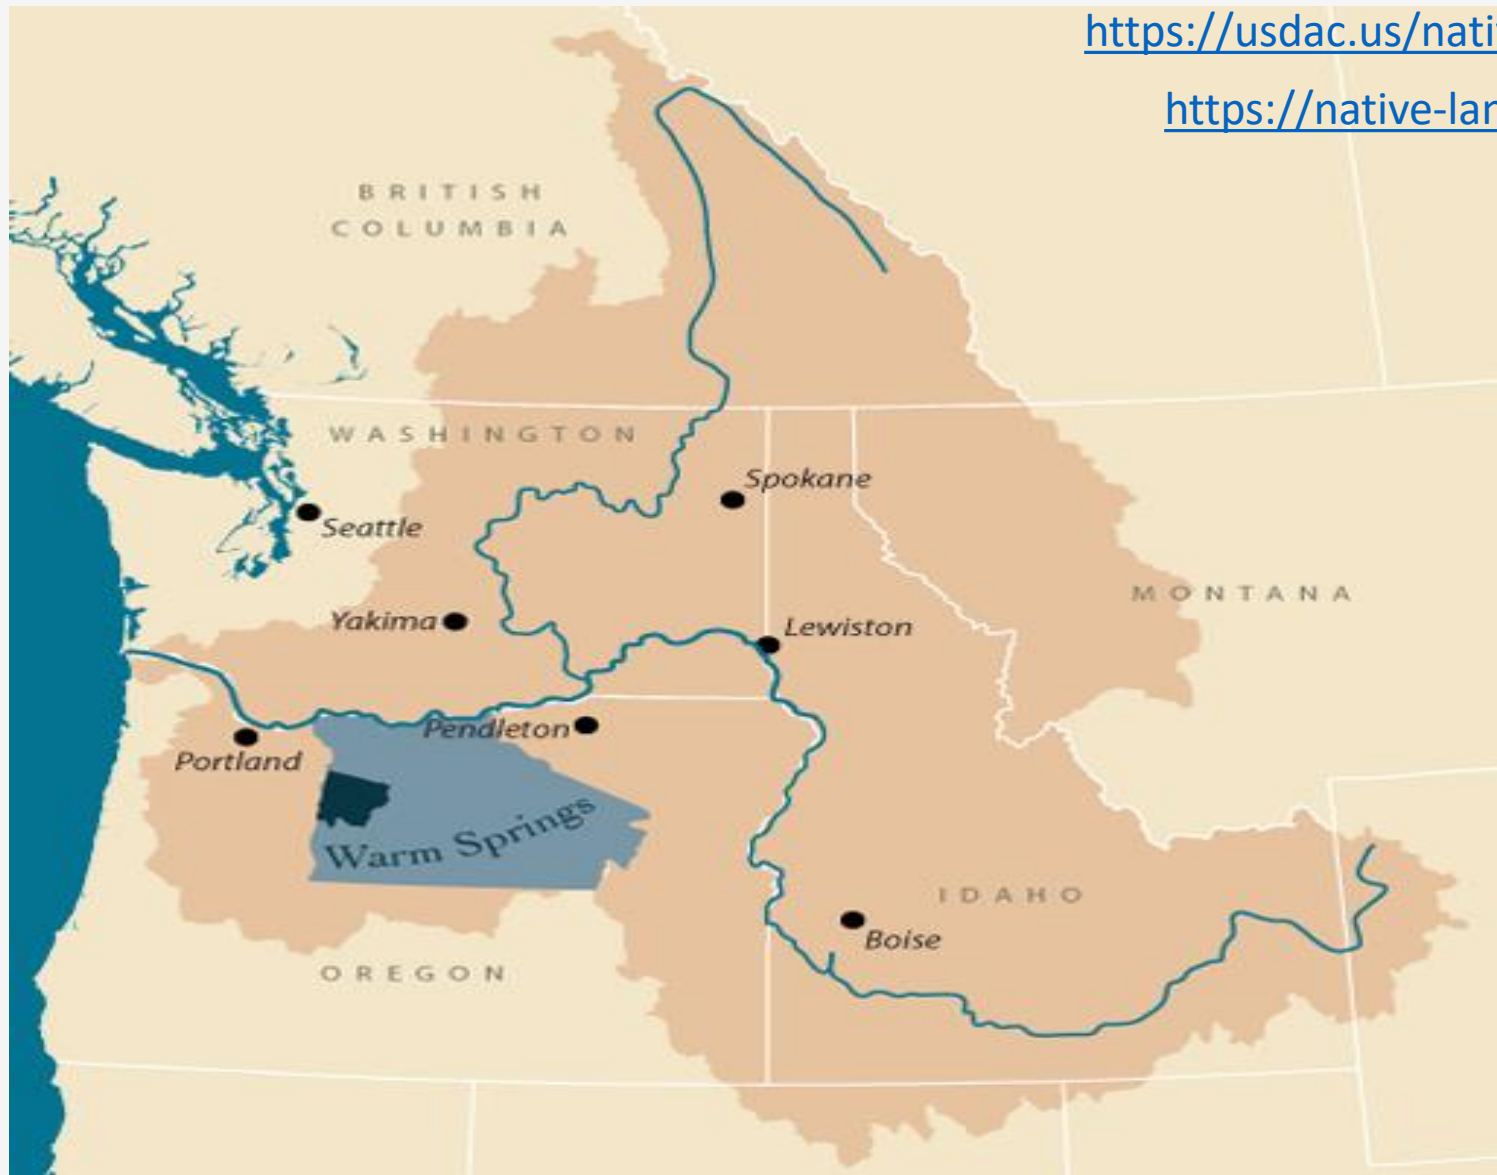 https://usdac.us/nati
https://native-lan
BRITISH
COLUMBIA
WASHINGTON
Spokane
Seattle
MONTANA
Yakima
Lewiston
Pendleton
Portland
Warm Springs
IDAHO
Boise
OREGON